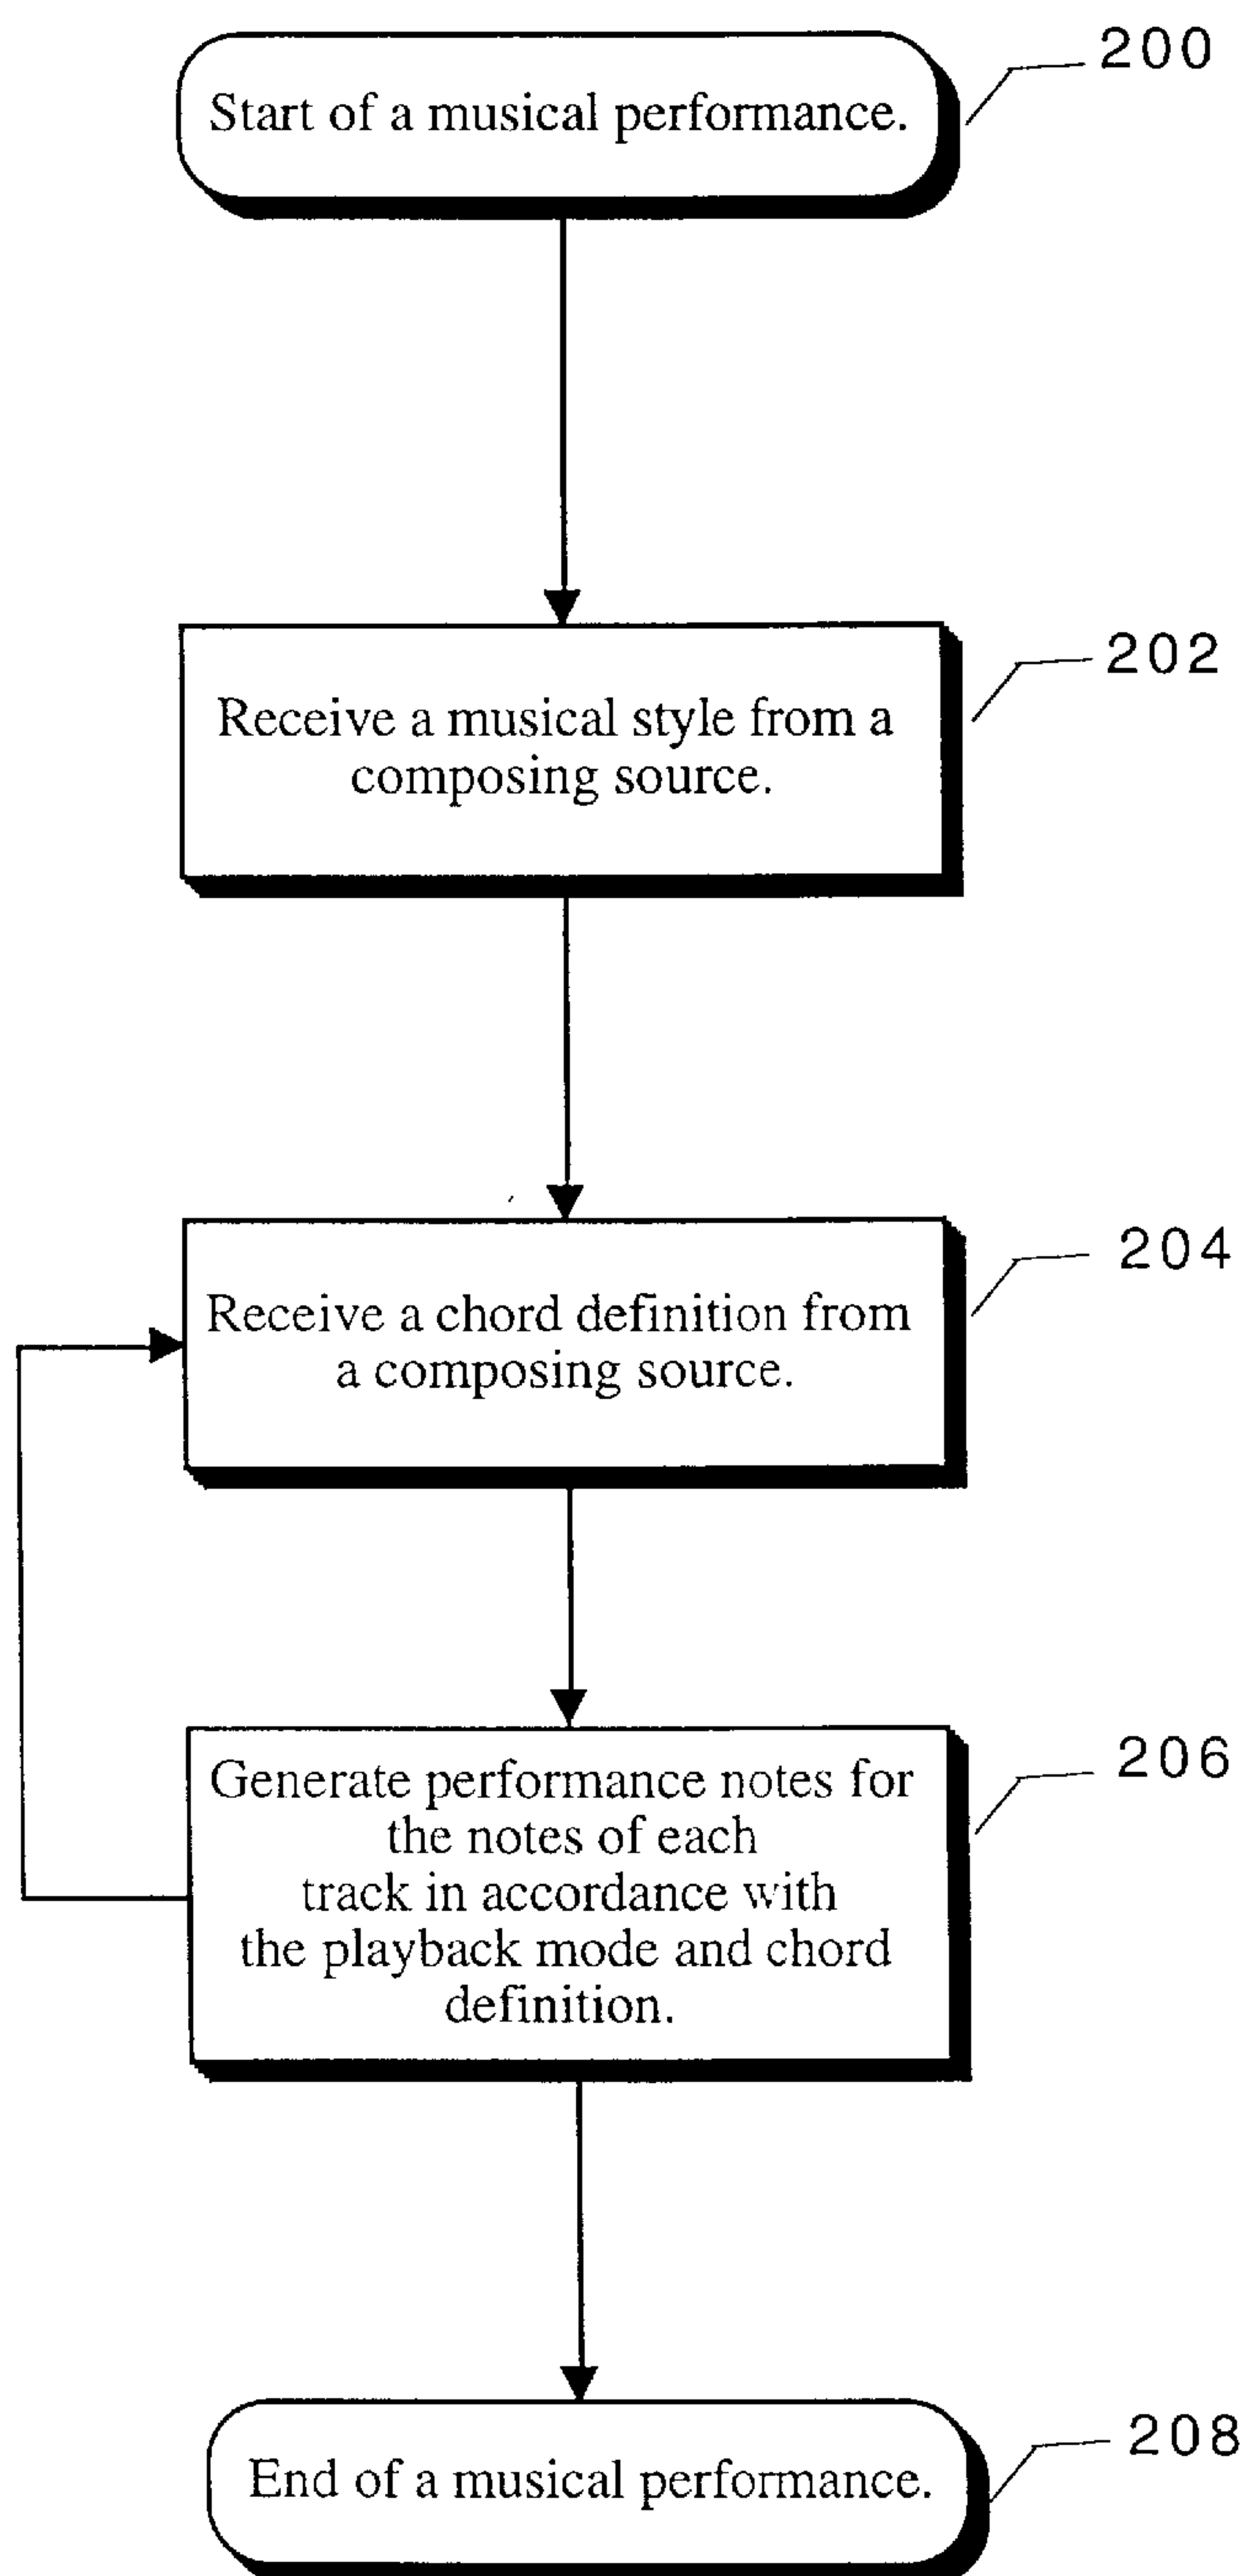 200
Start of a musical performance.
202
Receive a musical style from a
composing source.
204
Receive a chord definition from
a composing source.
206
Generate performance notes for
the notes of each
track in accordance with
the playback mode and chord
definition.
208
End of a musical performance.